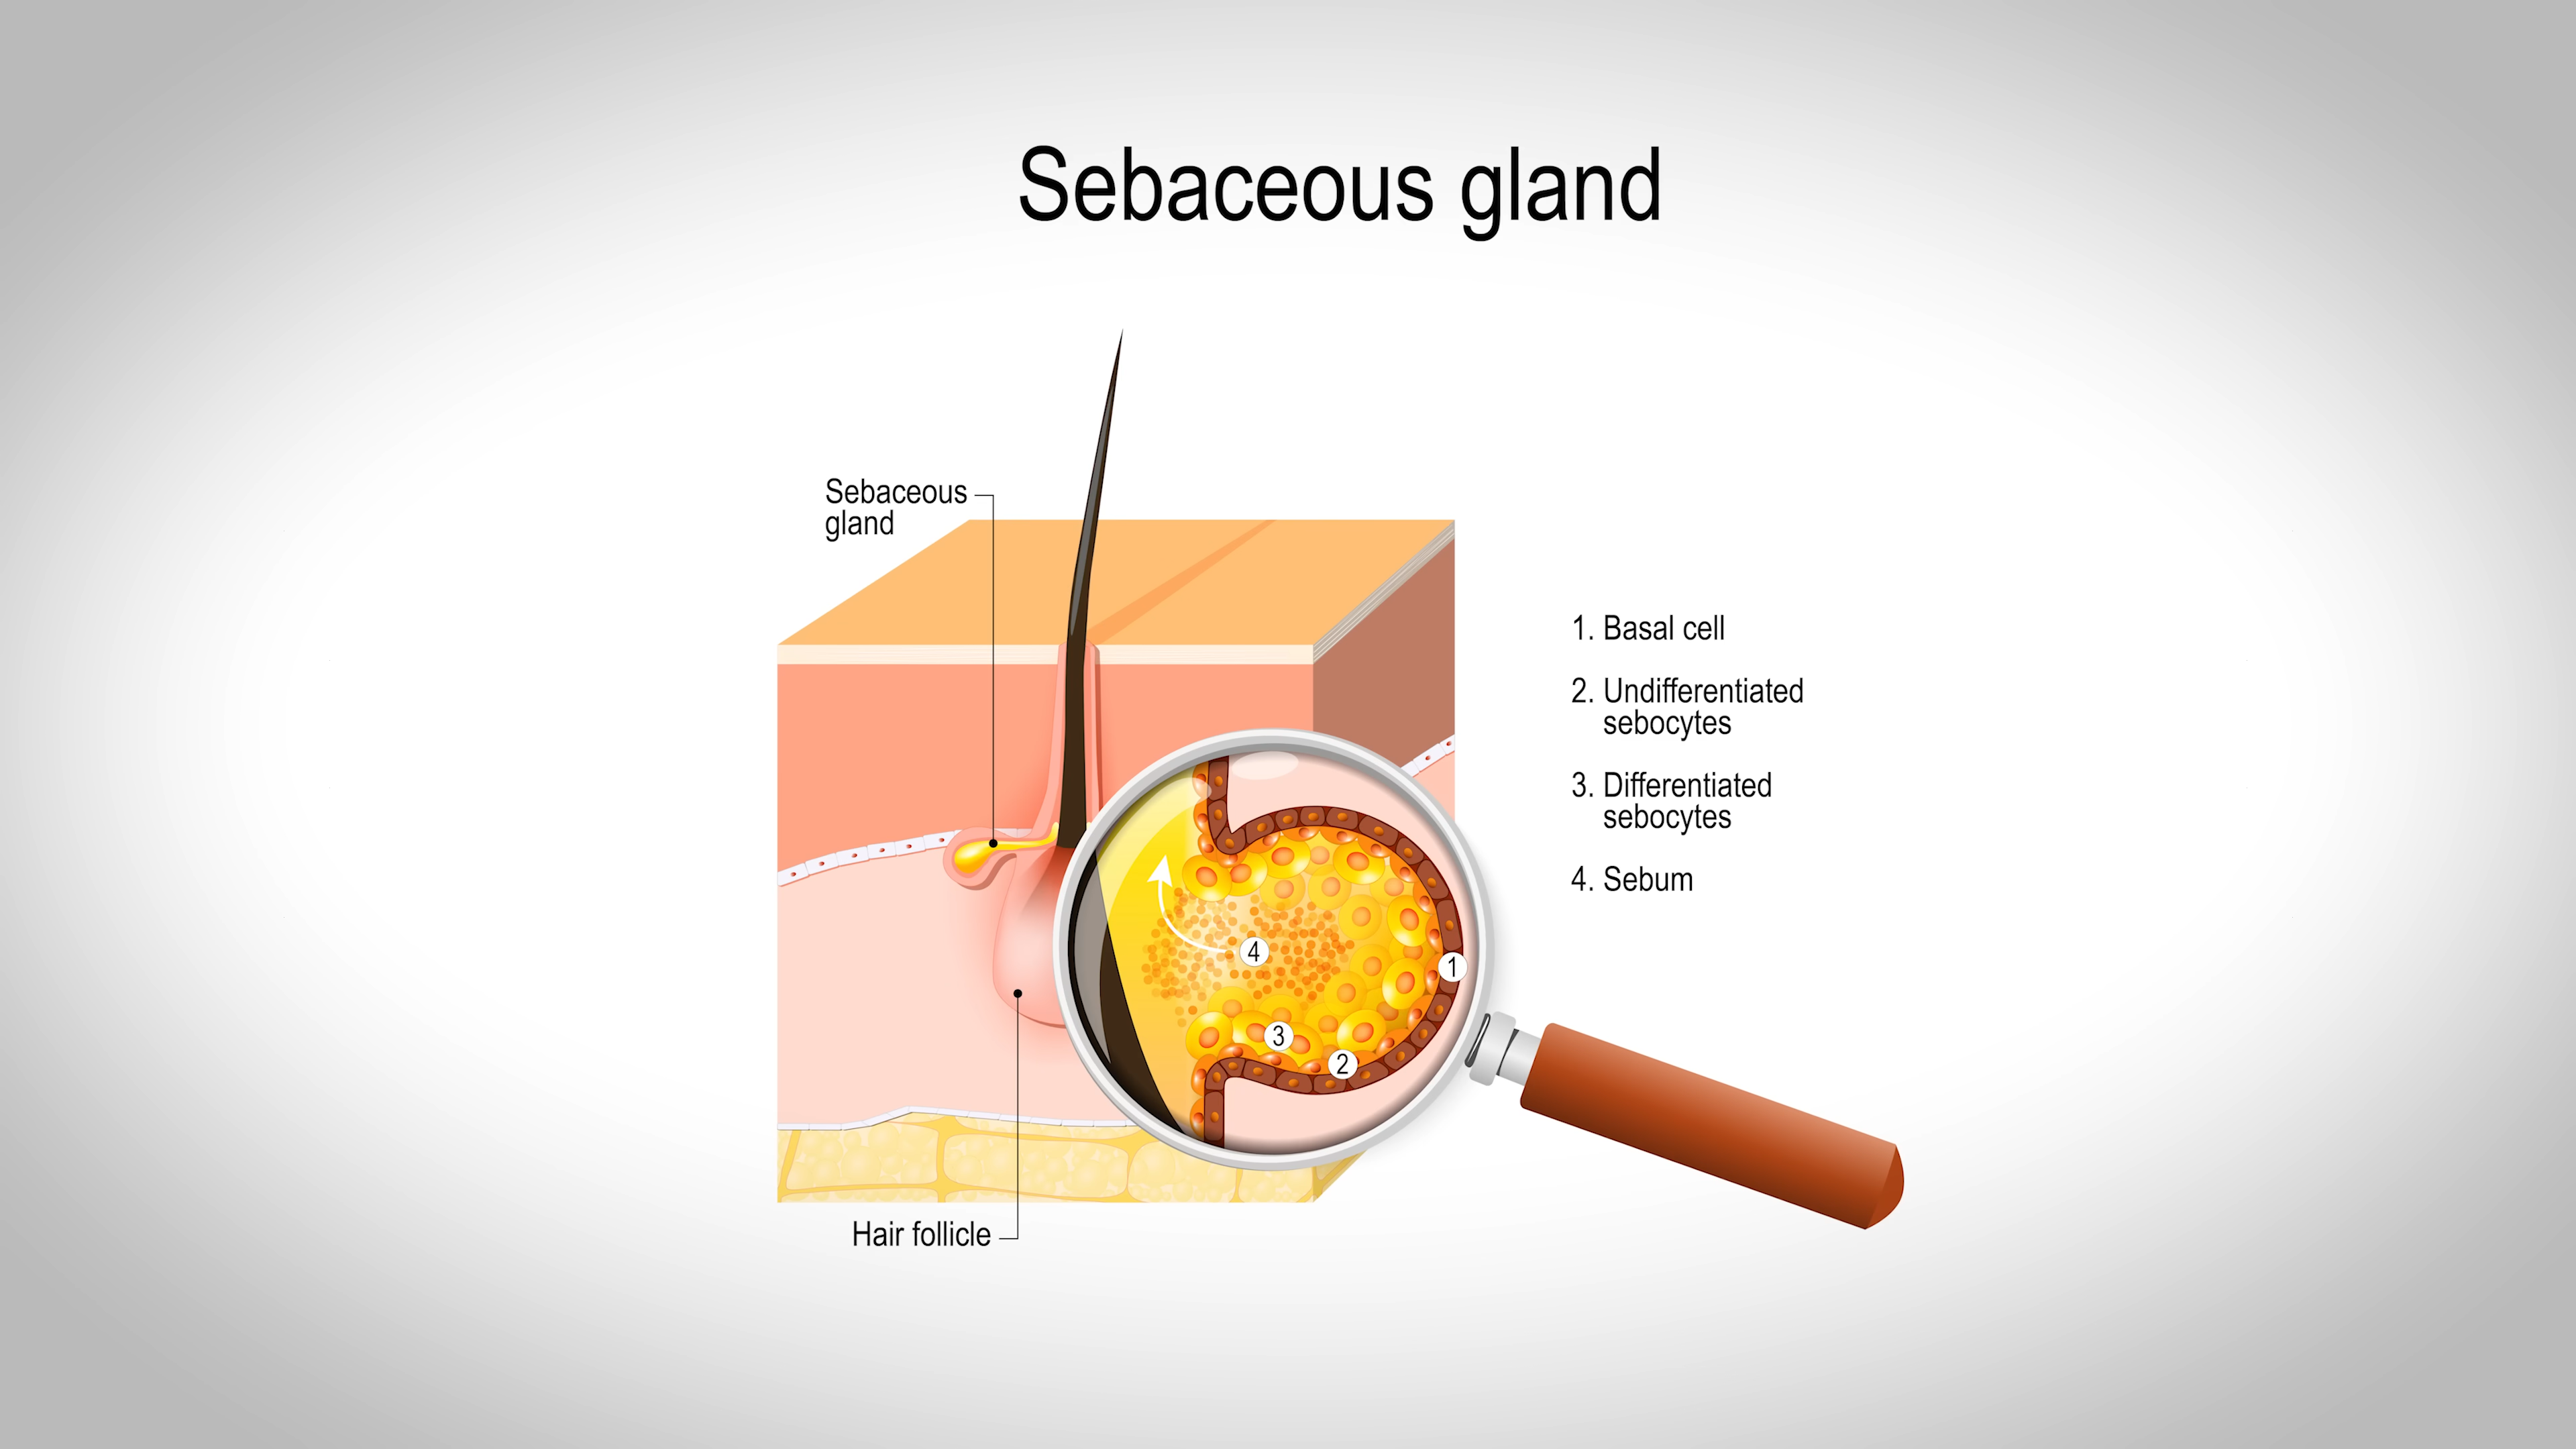 Sebaceous gland
Sebaceous
gland
1. Basal cell
2. Undifferentiated
sebocytes
3. Differentiated
sebocytes
4. Sebum
4
1
3
2
Hair follicle